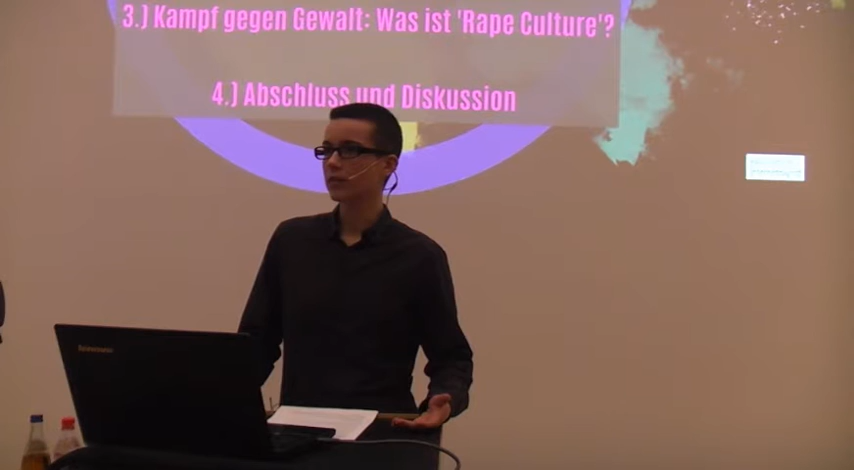 3.) Kampf gegen Gewalt: Was ist 'Rape Culture'?
4.) Abschluss und Diskussion
lenovo